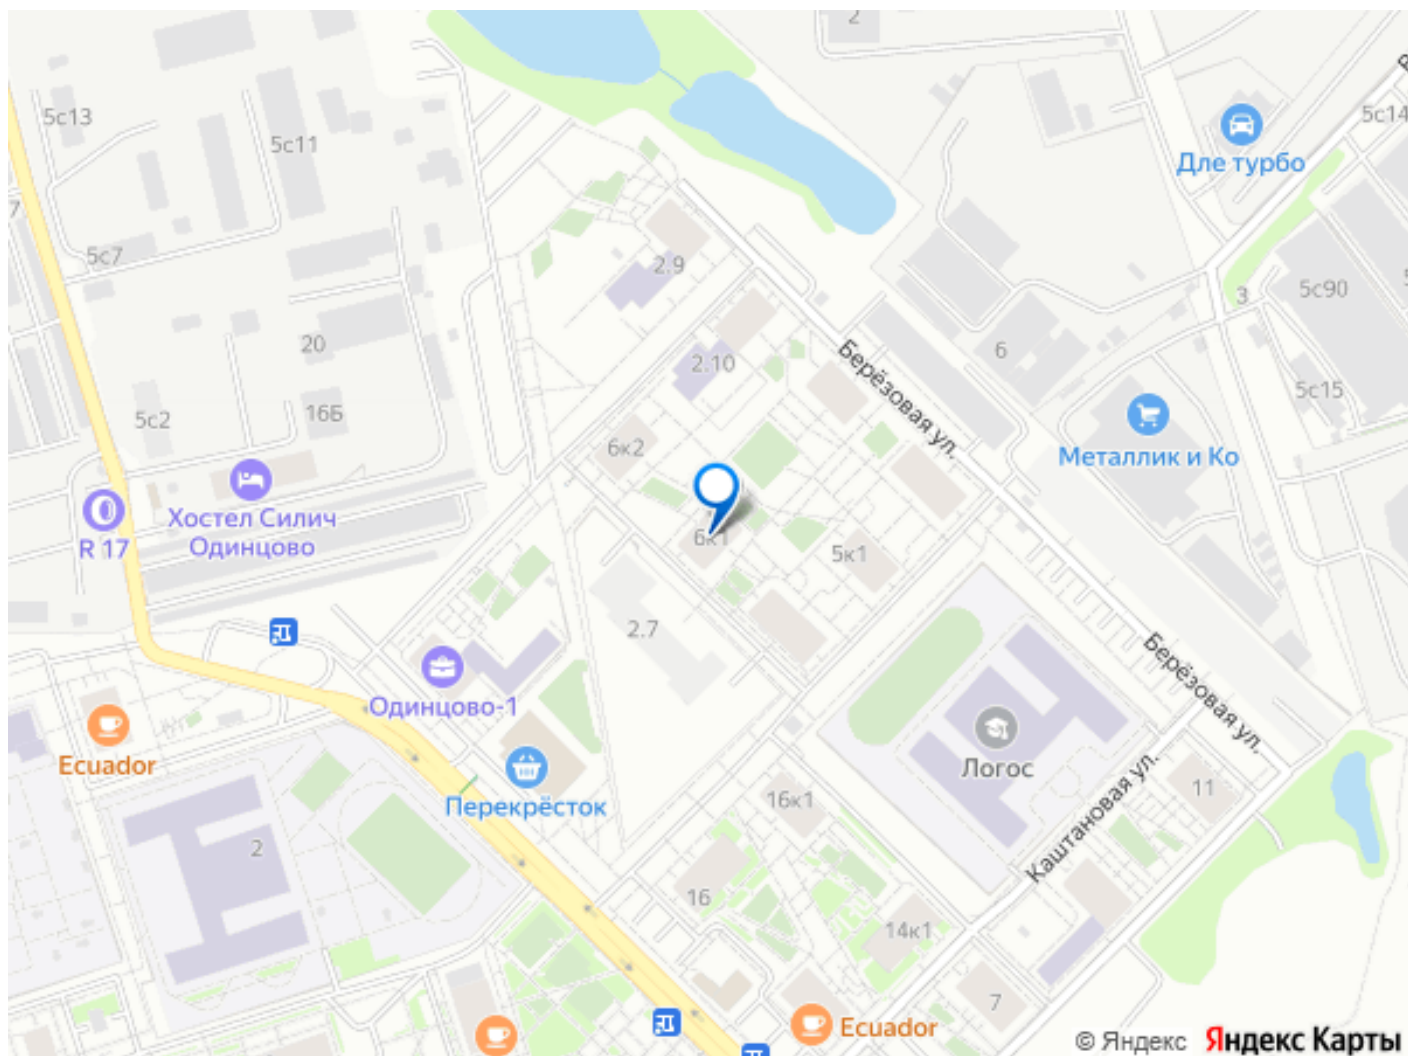 2
5с13
5с11
5с14
Дле турбо
7
5с7
2.9
3
5с90
20
6
Берёзовая ул.
2.10
5с15
5с2
16Б
6к2
Металлик и Ко
Хостел Силич
Одинцово
R 17
6к1
5к1
2.7
Берёзовая ул.
Одинцово-1
Ecuador
Логос
Перекрёсток
16к1
11
Каштановая ул.
2
16
14к1
7
Ecuador
© Яндекс Яндекс Карты